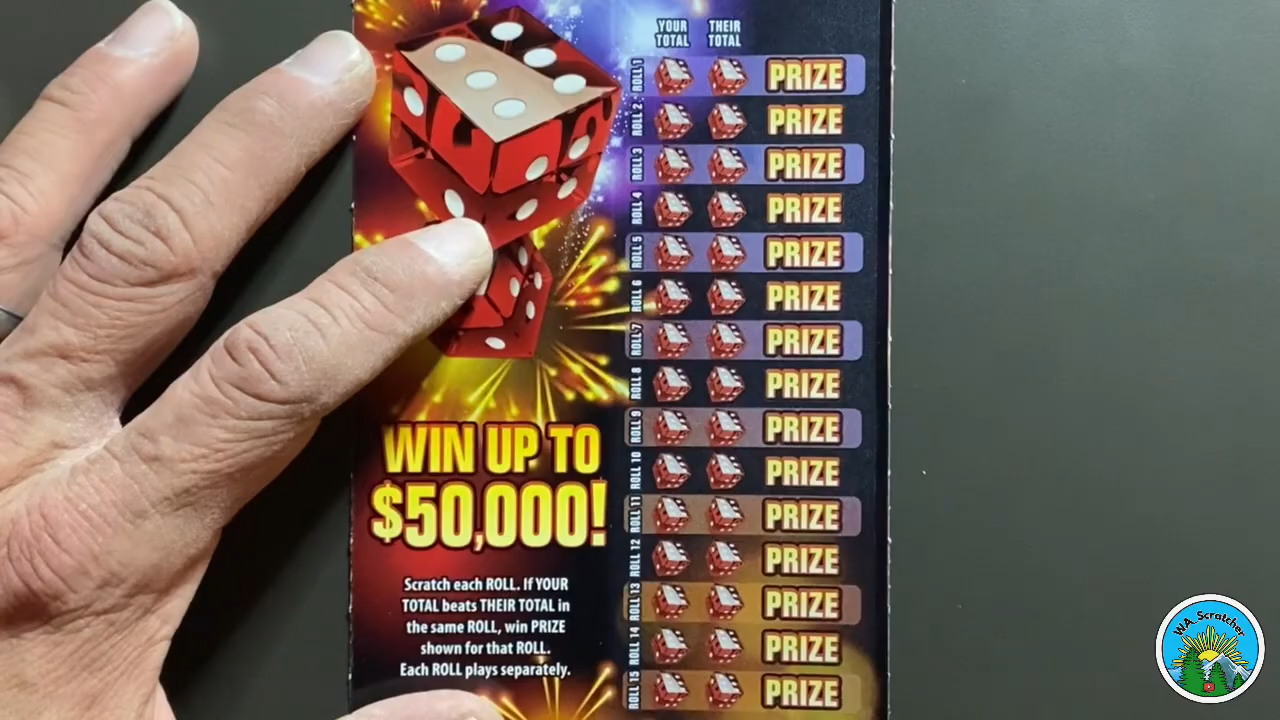 YOUR TOTAL
THEIR TOTAL
ROLL 1 PRIZE
ROLL 2 PRIZE
ROLL 3 PRIZE
ROLL 4 PRIZE
ROLL 5 PRIZE
ROLL 6 PRIZE
ROLL 7 PRIZE
ROLL 8 PRIZE
ROLL 9 PRIZE
ROLL 10 PRIZE
ROLL 11 PRIZE
ROLL 12 PRIZE
ROLL 13 PRIZE
ROLL 14 PRIZE
ROLL 15 PRIZE
WIN UP TO
$50,000!
Scratch each ROLL. If YOUR
TOTAL beats THEIR TOTAL in
the same ROLL, win PRIZE
shown for that ROLL.
Each ROLL plays separately.
WA Scratcher